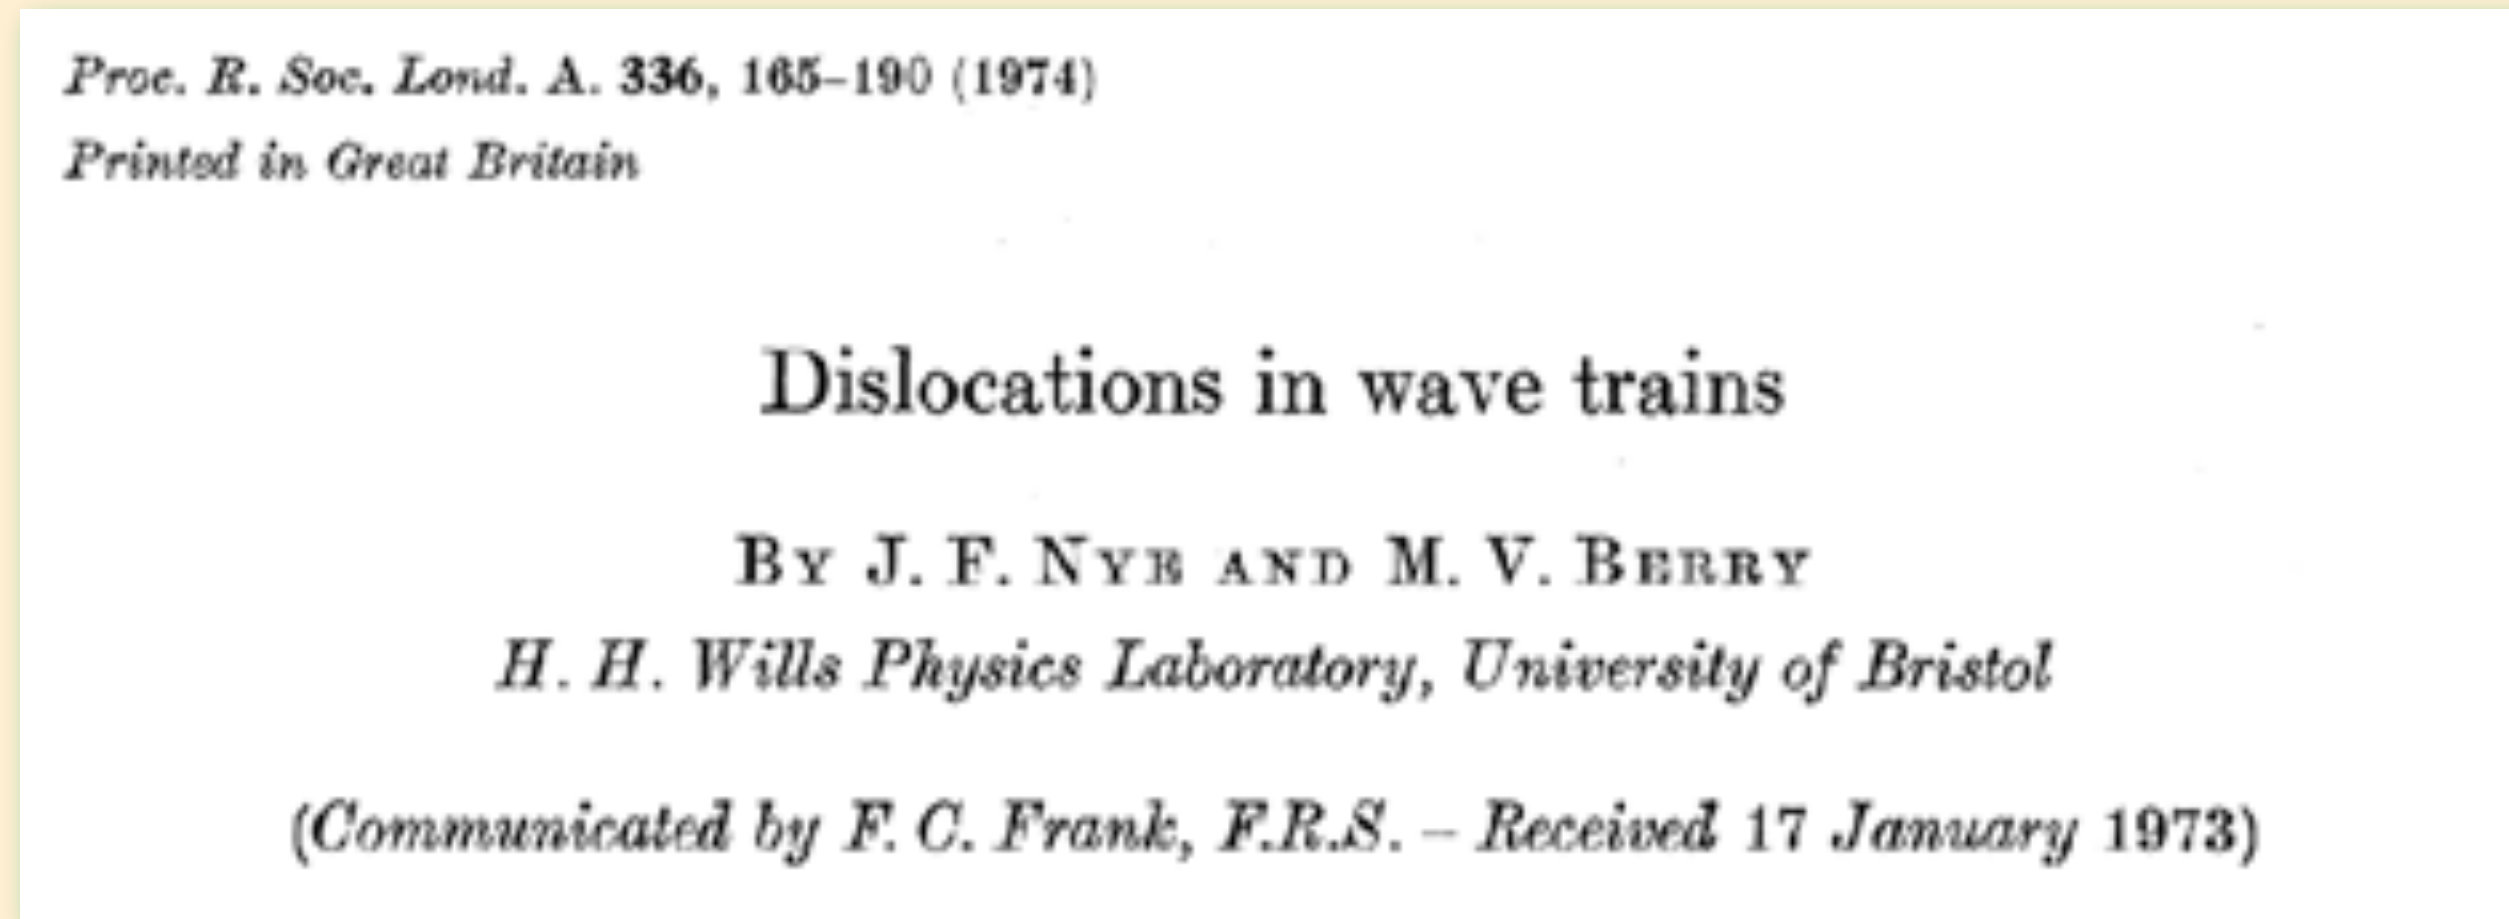 Proc. R. Soc. Lond. A. 336, 165–190 (1974)
Printed in Great Britain
Dislocations in wave trains
BY J. F. NYE AND M. V. BERRY
H. H. Wills Physics Laboratory, University of Bristol
(Communicated by F. C. Frank, F.R.S. – Received 17 January 1973)